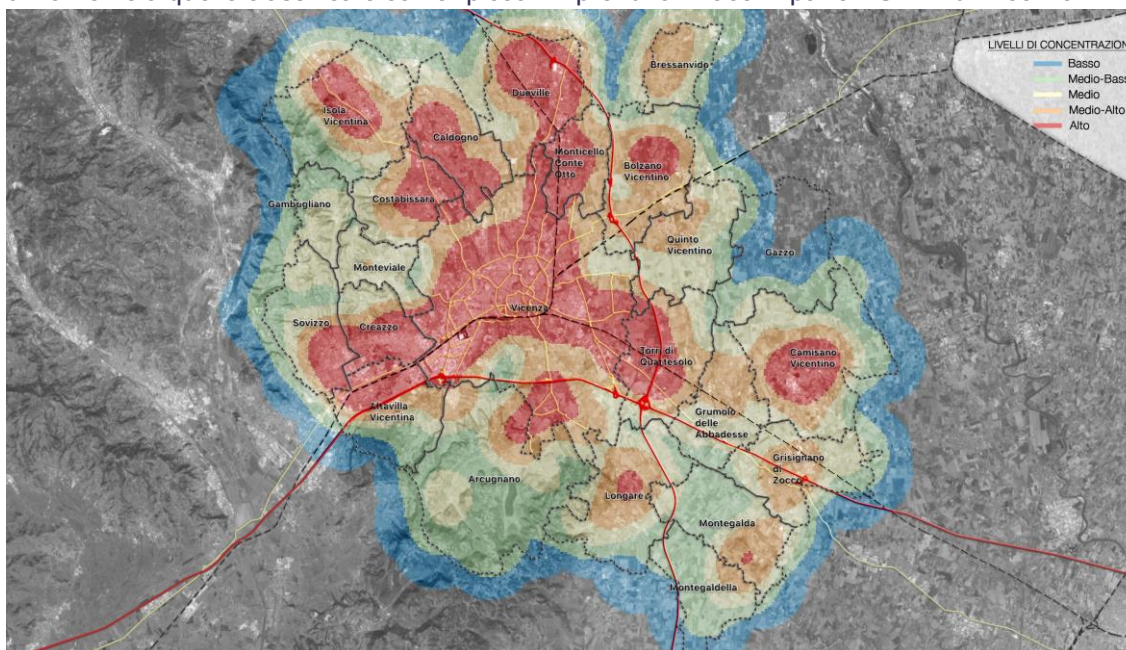 LIVELLI DI CONCENTRAZION
Basso
Medio-Bass
Medio
Medio-Alto
Alto
Bressanvido
Dueville
Isola
Vicentina
Caldogno
Monticello
Conte
Otto
Bolzano
Vicentino
Costabissara
Gambugliano
Quinto
Vicentino
Gazzo
Monteviale
Vicenza
Sovizzo
Creazzo
Torri di
Quartesolo
Camisano
Vicentino
Altavilla
Vicentina
Grumolo
delle
Abbadesse
Grisignano
di
Zocco
Arcugnano
Longare
Montegalda
Montegaldella